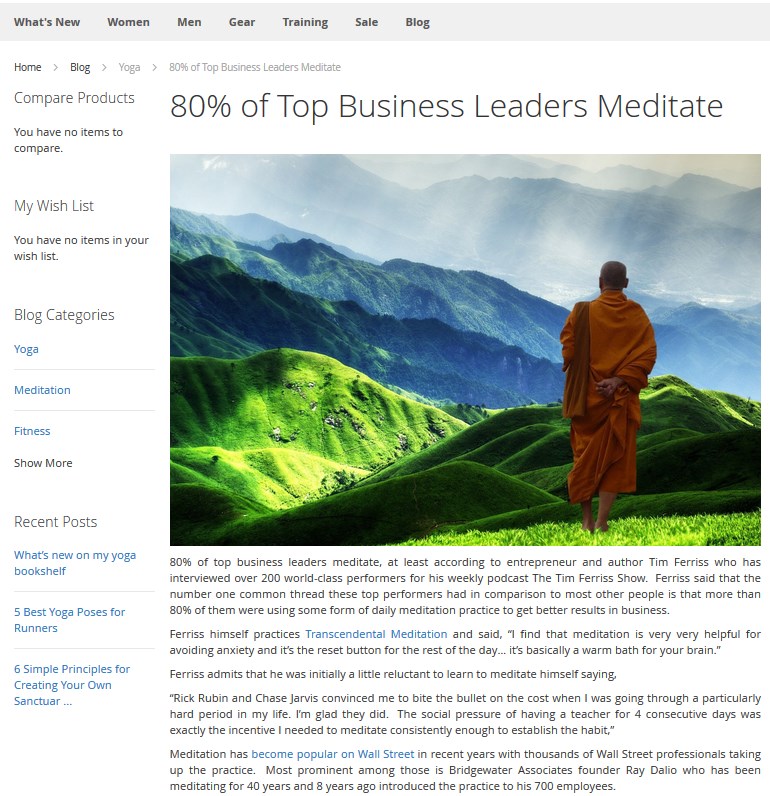 What's New Women Men Gear Training Sale Blog
Home > Blog > Yoga > 80% of Top Business Leaders Meditate
Compare Products
You have no items to
compare.
My Wish List
You have no items in your
wish list.
Blog Categories
Yoga
Meditation
Fitness
Show More
Recent Posts
What's new on my yoga
bookshelf
5 Best Yoga Poses for
Runners
6 Simple Principles for
Creating Your Own
Sanctuar ...
80% of Top Business Leaders Meditate
80% of top business leaders meditate, at least according to entrepreneur and author Tim Ferriss who has
interviewed over 200 world-class performers for his weekly podcast The Tim Ferriss Show. Ferriss said that the
number one common thread these top performers had in comparison to most other people is that more than
80% of them were using some form of daily meditation practice to get better results in business.
Ferriss himself practices Transcendental Meditation and said, “I find that meditation is very very helpful for
avoiding anxiety and it’s the reset button for the rest of the day… it’s basically a warm bath for your brain.”
Ferriss admits that he was initially a little reluctant to learn to meditate himself saying,
“Rick Rubin and Chase Jarvis convinced me to bite the bullet on the cost when I was going through a particularly
hard period in my life. I’m glad they did. The social pressure of having a teacher for 4 consecutive days was
exactly the incentive I needed to meditate consistently enough to establish the habit,”
Meditation has become popular on Wall Street in recent years with thousands of Wall Street professionals taking
up the practice. Most prominent among those is Bridgewater Associates founder Ray Dalio who has been
meditating for 40 years and 8 years ago introduced the practice to his 700 employees.